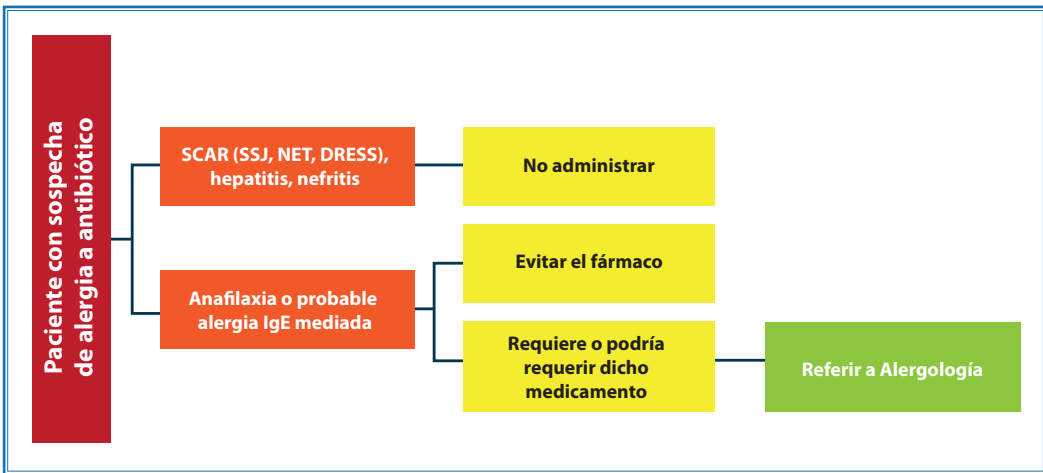 Paciente con sospecha
de alergia a antibiótico
SCAR (SSJ, NET, DRESS),
hepatitis, nefritis
No administrar
Anafilaxia o probable
alergia IgE mediada
Evitar el fármaco
Requiere o podría
requerir dicho
medicamento
Referir a Alergología